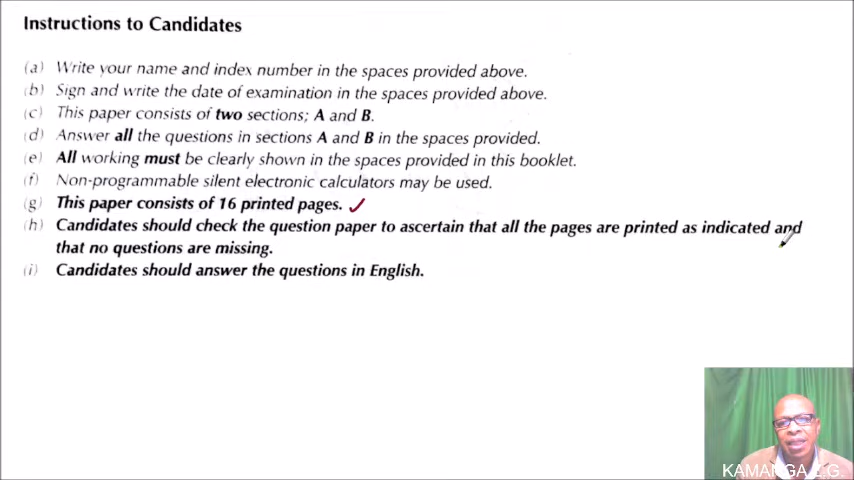 Instructions to Candidates
(a) Write your name and index number in the spaces provided above.
(b) Sign and write the date of examination in the spaces provided above.
(c) This paper consists of two sections; A and B.
(d) Answer all the questions in sections A and B in the spaces provided.
(e) All working must be clearly shown in the spaces provided in this booklet.
(f) Non-programmable silent electronic calculators may be used.
(g) This paper consists of 16 printed pages.
(h) Candidates should check the question paper to ascertain that all the pages are printed as indicated and
that no questions are missing.
(i) Candidates should answer the questions in English.
KAMANGA E.G.